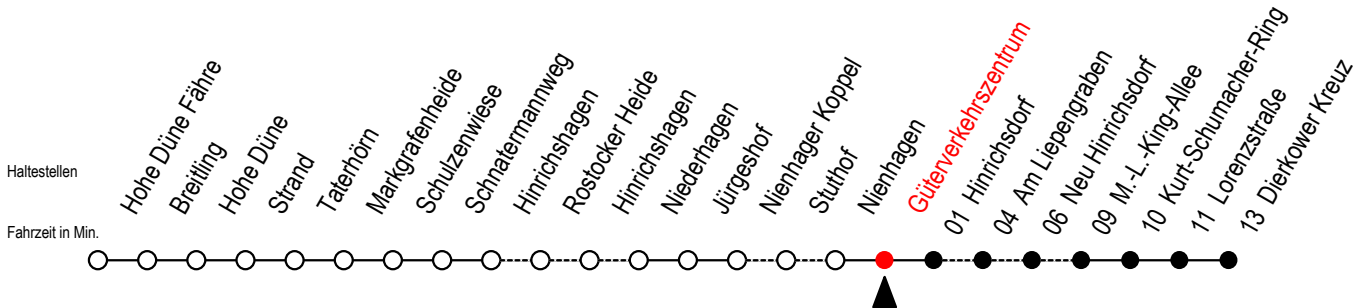 Haltestellen
Hohe Düne Fähre
Breitling
Hohe Düne
Strand
Taterhörn
Markgrafenheide
Schulzenwiese
Schnatermannweg
Hinrichshagen
Rostocker Heide
Hinrichshagen
Niederhagen
Jürgeshof
Nienhager Koppel
Stuthof
Nienhagen
Güterverkehrszentrum
01 Hinrichsdorf
04 Am Liepengraben
06 Neu Hinrichsdorf
09 M.-L.-King-Allee
10 Kurt-Schumacher-Ring
11 Lorenzstraße
13 Dierkower Kreuz
Fahrzeit in Min.